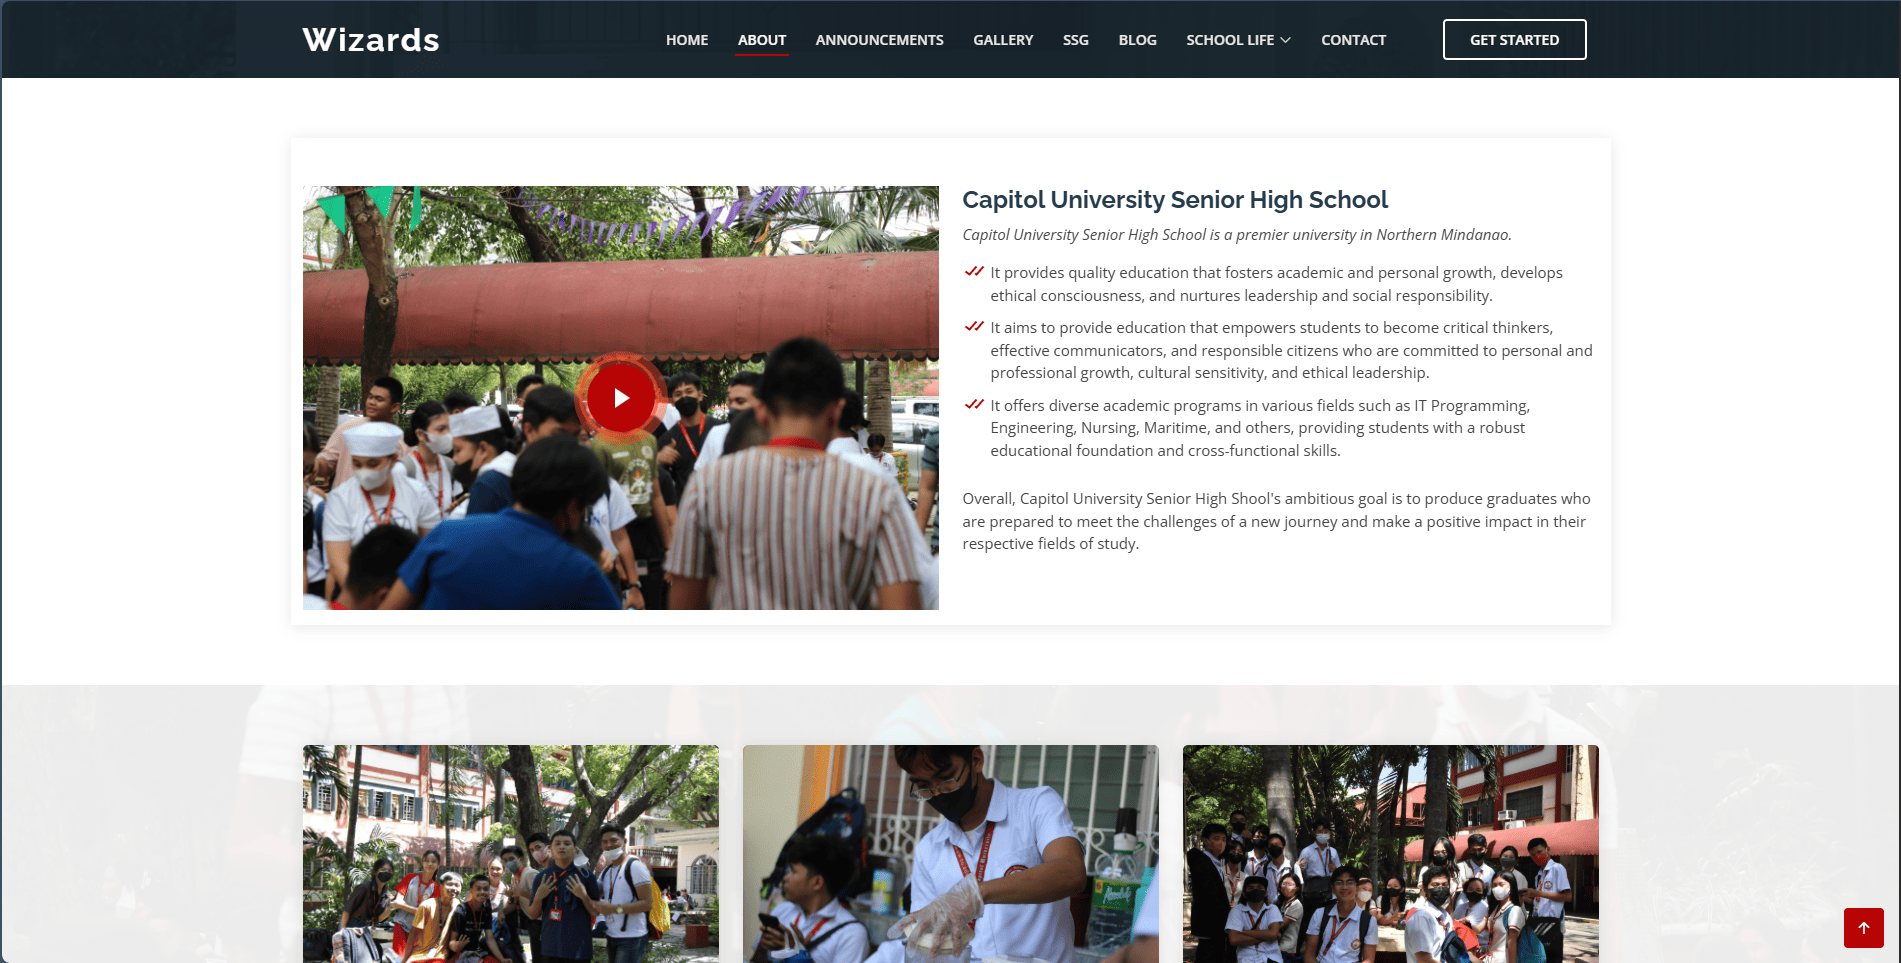 Wizards
HOME ABOUT ANNOUNCEMENTS GALLERY SSG BLOG SCHOOL LIFE CONTACT GET STARTED
Capitol University Senior High School
Capitol University Senior High School is a premier university in Northern Mindanao.
It provides quality education that fosters academic and personal growth, develops
ethical consciousness, and nurtures leadership and social responsibility.
It aims to provide education that empowers students to become critical thinkers,
effective communicators, and responsible citizens who are committed to personal and
professional growth, cultural sensitivity, and ethical leadership.
It offers diverse academic programs in various fields such as IT Programming,
Engineering, Nursing, Maritime, and others, providing students with a robust
educational foundation and cross-functional skills.
Overall, Capitol University Senior High Shool's ambitious goal is to produce graduates who
are prepared to meet the challenges of a new journey and make a positive impact in their
respective fields of study.